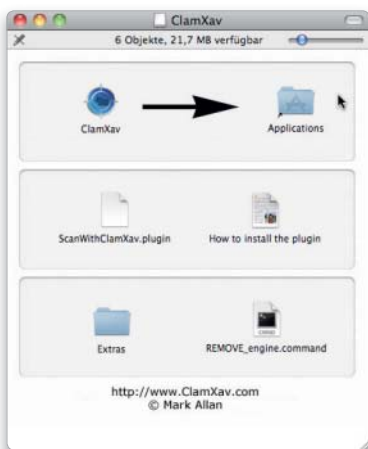 ClamXav
6 Objekte, 21,7 MB verfügbar
ClamXav
Applications
ScanWithClamXav.plugin
How to install the plugin
Extras
REMOVE_engine.command
http://www.ClamXav.com
© Mark Allan